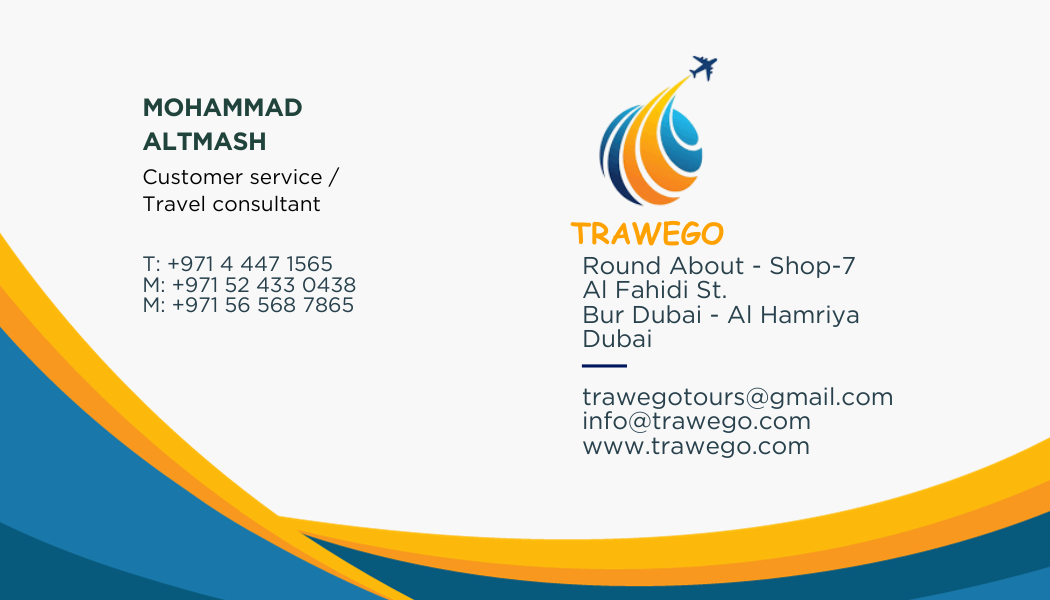 MOHAMMAD
ALTMASH
Customer service /
Travel consultant
T: +971 4 447 1565
M: +971 52 433 0438
M: +971 56 568 7865
TRAWEGO
Round About - Shop-7
Al Fahidi St.
Bur Dubai - Al Hamriya
Dubai
trawegotours@gmail.com
info@trawego.com
www.trawego.com